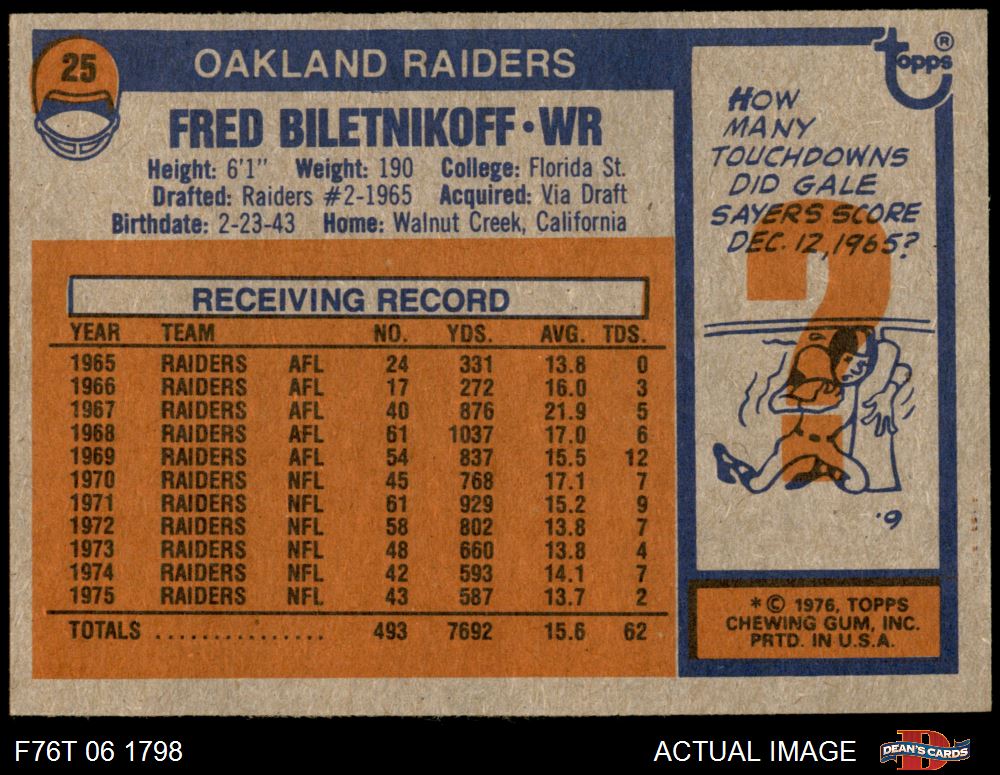 25
OAKLAND RAIDERS
FRED BILETNIKOFF•WR
Height: 6'1" Weight: 190 College: Florida St.
Drafted: Raiders #2-1965 Acquired: Via Draft
Birthdate: 2-23-43 Home: Walnut Creek, California
RECEIVING RECORD
YEAR TEAM NO. YDS. AVG. TDS.
1965 RAIDERS AFL 24 331 13.8 0
1966 RAIDERS AFL 17 272 16.0 3
1967 RAIDERS AFL 40 876 21.9 5
1968 RAIDERS AFL 61 1037 17.0 6
1969 RAIDERS AFL 54 837 15.5 12
1970 RAIDERS NFL 45 768 17.1 7
1971 RAIDERS NFL 61 929 15.2 9
1972 RAIDERS NFL 58 802 13.8 7
1973 RAIDERS NFL 48 660 13.8 4
1974 RAIDERS NFL 42 593 14.1 7
1975 RAIDERS NFL 43 587 13.7 2
TOTALS ................ 493 7692 15.6 62
topps ®
HOW
MANY
TOUCHDOWNS
DID GALE
SAYERS SCORE
DEC. 12, 1965?
?
6.
* © 1976, TOPPS
CHEWING GUM, INC.
PRTD. IN U.S.A.
F76T 06 1798 ACTUAL IMAGE
D
DEAN'S CARDS